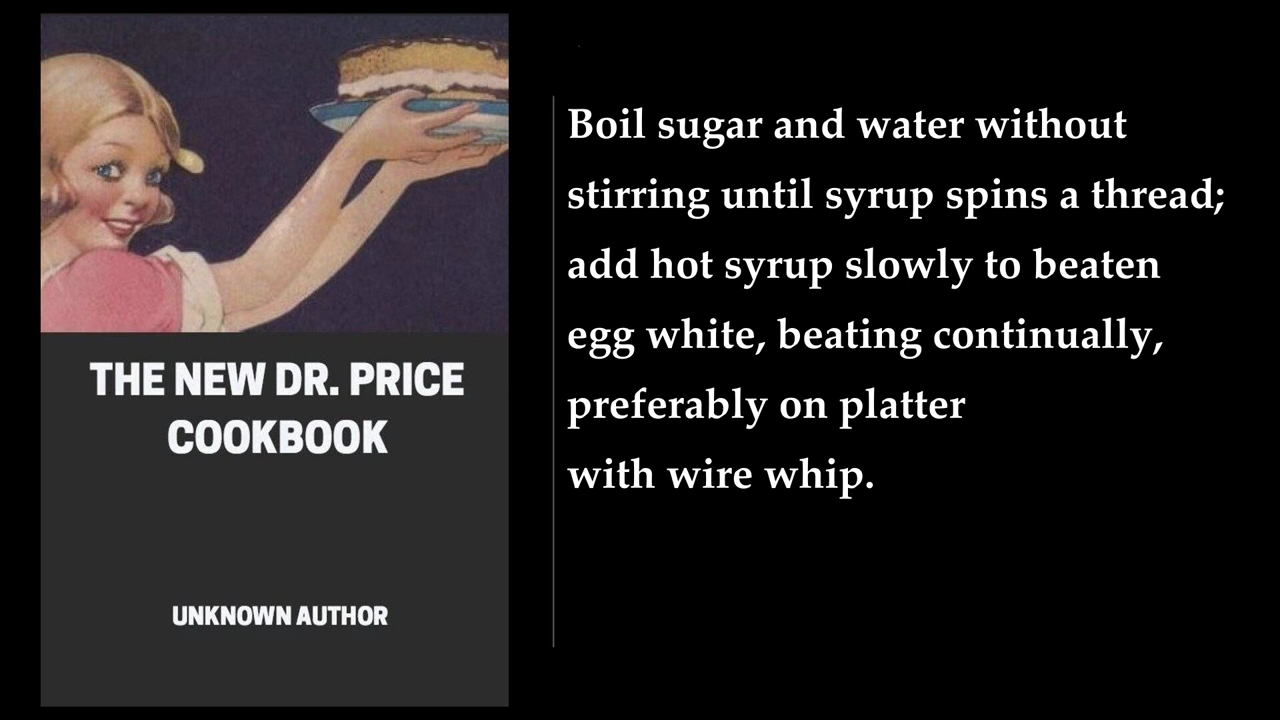 THE NEW DR. PRICE
COOKBOOK
UNKNOWN AUTHOR
Boil sugar and water without
stirring until syrup spins a thread;
add hot syrup slowly to beaten
egg white, beating continually,
preferably on platter
with wire whip.